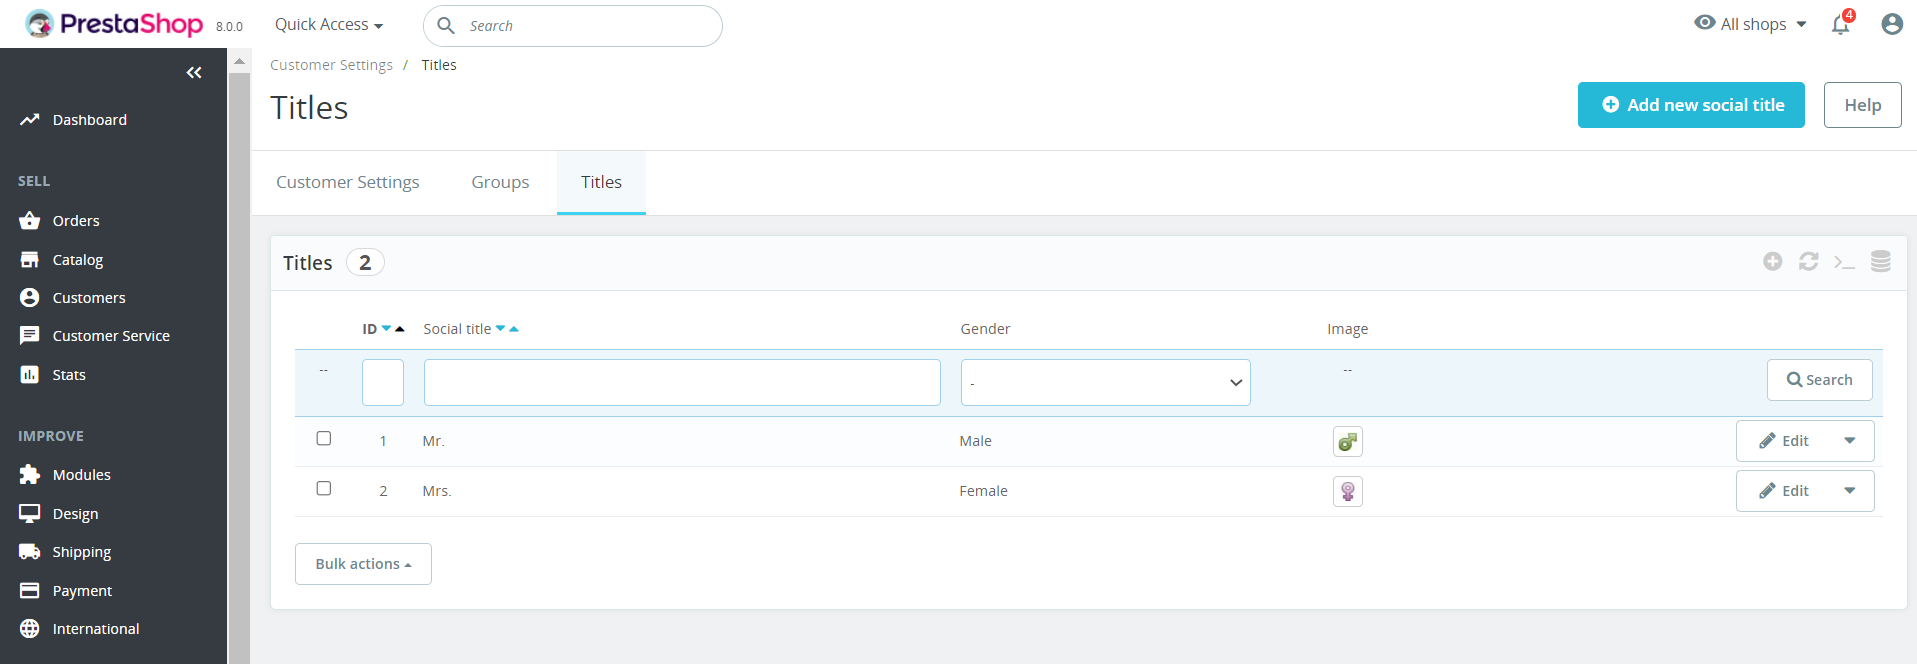 PrestaShop 8.0.0 Quick Access Search All shops 4
Customer Settings / Titles
Titles
Add new social title Help
Customer Settings Groups Titles
Dashboard
SELL
Orders
Catalog
Customers
Customer Service
Stats
IMPROVE
Modules
Design
Shipping
Payment
International
Titles 2
ID Social title Gender Image
-- - -- Search
1 Mr. Male Edit
2 Mrs. Female Edit
Bulk actions